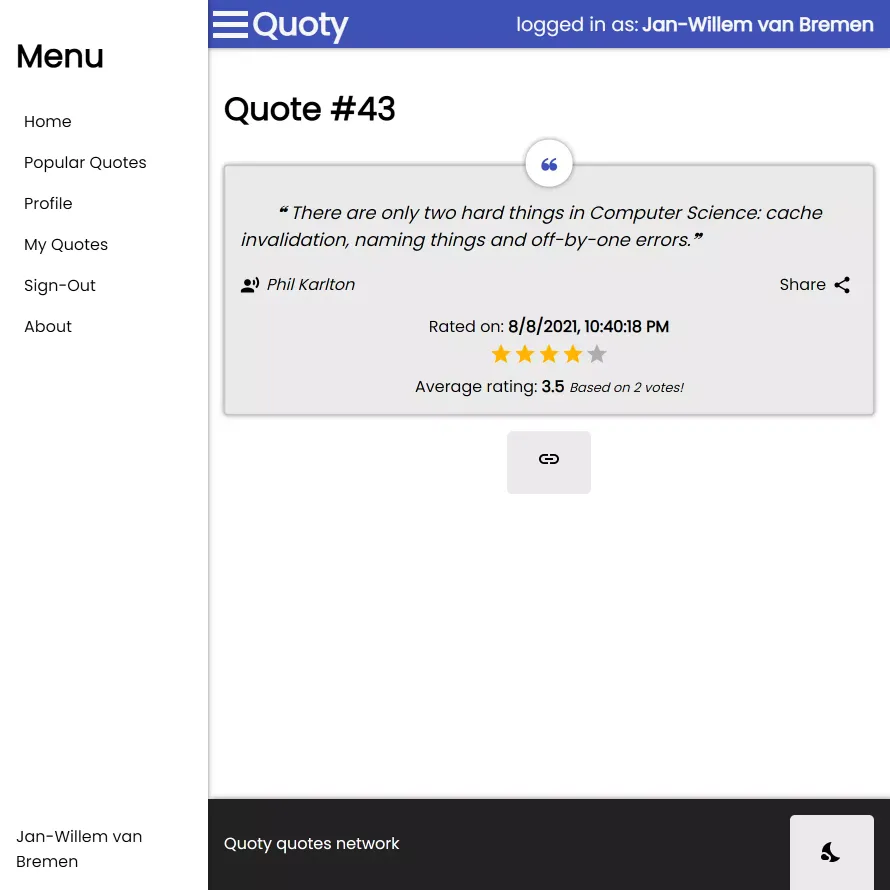 Menu
Home
Popular Quotes
Profile
My Quotes
Sign-Out
About
Jan-Willem van
Bremen
Quoty
logged in as: Jan-Willem van Bremen
Quote #43
❝ There are only two hard things in Computer Science: cache
invalidation, naming things and off-by-one errors.❞
Phil Karlton
Share
Rated on: 8/8/2021, 10:40:18 PM
Average rating: 3.5 Based on 2 votes!
Quoty quotes network